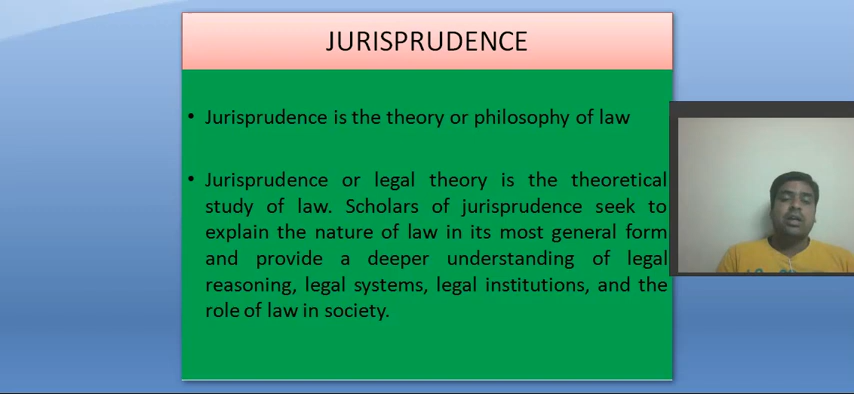 JURISPRUDENCE
• Jurisprudence is the theory or philosophy of law
• Jurisprudence or legal theory is the theoretical
study of law. Scholars of jurisprudence seek to
explain the nature of law in its most general form
and provide a deeper understanding of legal
reasoning, legal systems, legal institutions, and the
role of law in society.